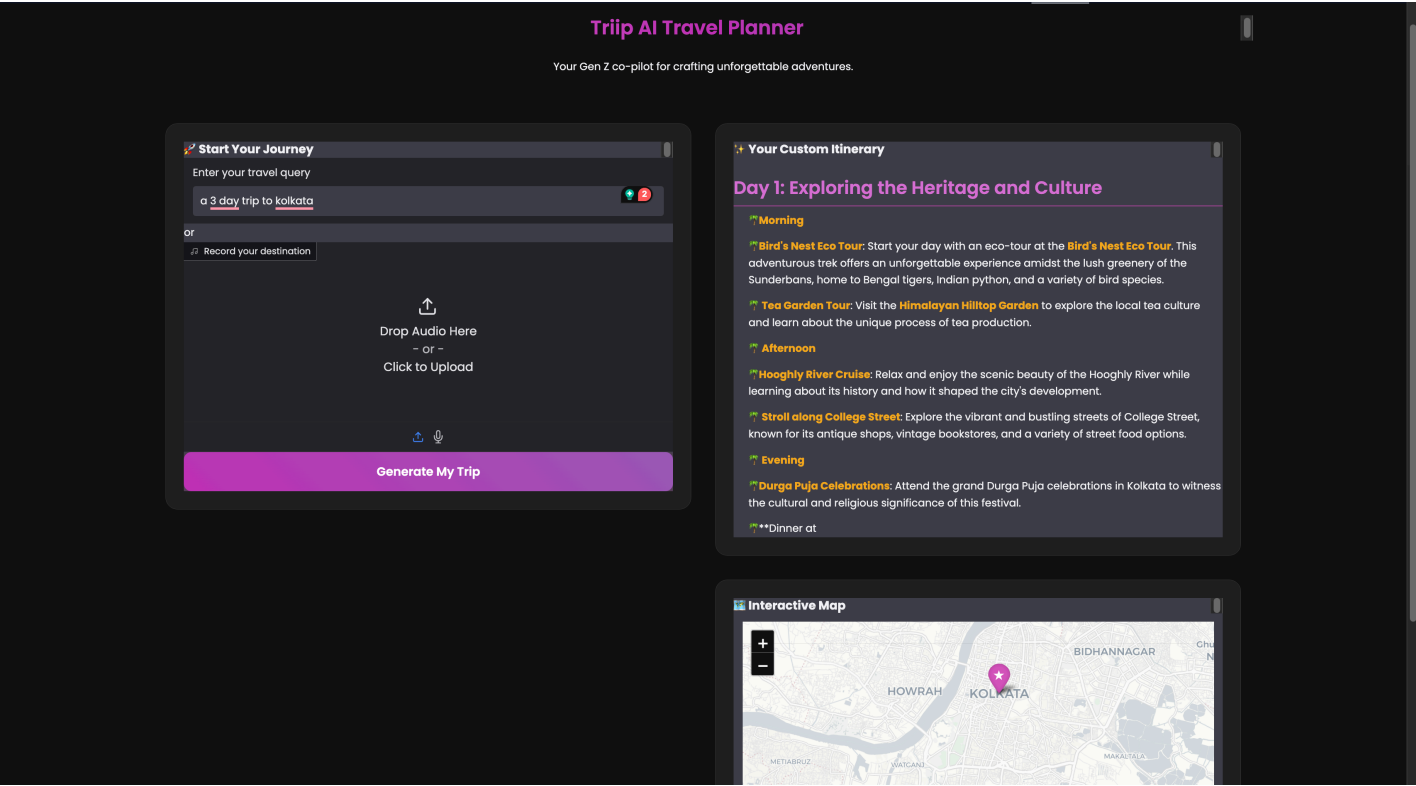 Triip AI Travel Planner
Your Gen Z co-pilot for crafting unforgettable adventures.
🚀 Start Your Journey
Enter your travel query
a 3 day trip to kolkata
2
or
Record your destination
Drop Audio Here
- or -
Click to Upload
Generate My Trip
✨ Your Custom Itinerary
Day 1: Exploring the Heritage and Culture
🌴Morning
🌴Bird's Nest Eco Tour: Start your day with an eco-tour at the Bird's Nest Eco Tour. This
adventurous trek offers an unforgettable experience amidst the lush greenery of the
Sunderbans, home to Bengal tigers, Indian python, and a variety of bird species.
🌴 Tea Garden Tour: Visit the Himalayan Hilltop Garden to explore the local tea culture
and learn about the unique process of tea production.
🌴 Afternoon
🌴Hooghly River Cruise: Relax and enjoy the scenic beauty of the Hooghly River while
learning about its history and how it shaped the city's development.
🌴 Stroll along College Street: Explore the vibrant and bustling streets of College Street,
known for its antique shops, vintage bookstores, and a variety of street food options.
🌴 Evening
🌴Durga Puja Celebrations: Attend the grand Durga Puja celebrations in Kolkata to witness
the cultural and religious significance of this festival.
🌴**Dinner at
🗺️ Interactive Map
+
−
BIDHANNAGAR
Chu
N
HOWRAH
KOLKATA
METIABRUZ
WATGANJ
MAKALTALA